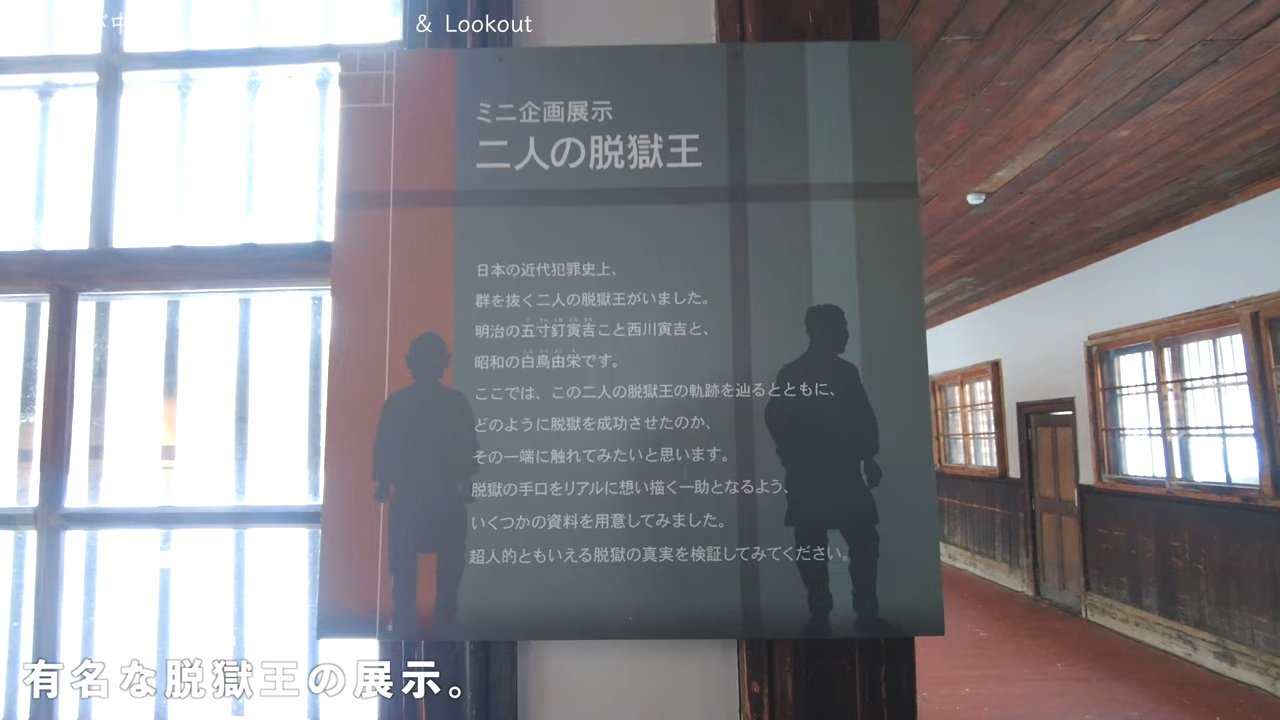 & Lookout
ミニ企画展示
二人の脱獄王
日本の近代犯罪史上、
群を抜く二人の脱獄王がいました。
明治の五寸釘寅吉こと西川寅吉と、
昭和の白鳥由栄です。
ここでは、この二人の脱獄王の軌跡を辿るとともに、
どのように脱獄を成功させたのか、
その一端に触れてみたいと思います。
脱獄の手口をリアルに想い描く一助となるよう、
いくつかの資料を用意してみました。
超人的ともいえる脱獄の真実を検証してみてください。
有名な脱獄王の展示。